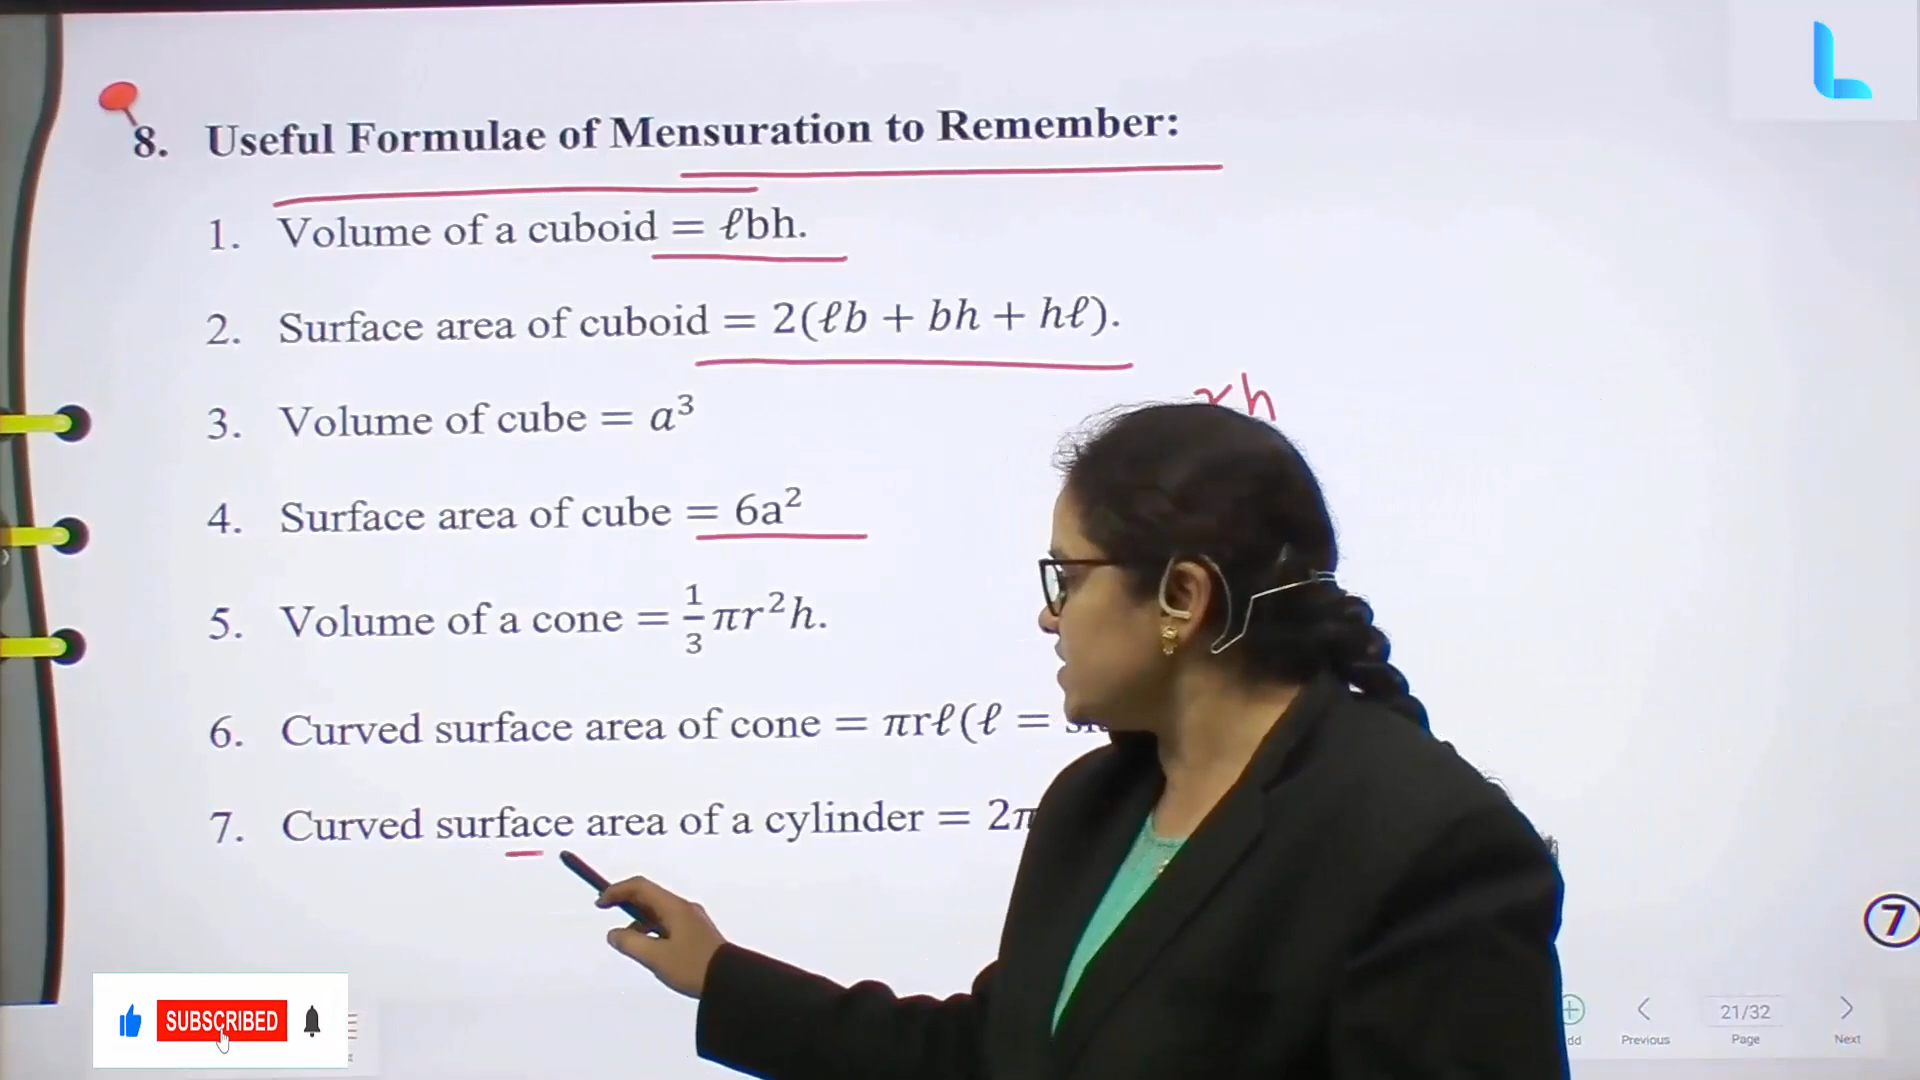 8. Useful Formulae of Mensuration to Remember:
1. Volume of a cuboid = ℓbh.
2. Surface area of cuboid = 2(ℓb + bh + hℓ).
3. Volume of cube = a³
h
4. Surface area of cube = 6a²
5. Volume of a cone = 1/3 πr²h.
6. Curved surface area of cone = πrℓ(ℓ =
7. Curved surface area of a cylinder = 2π
7
SUBSCRIBED
21/32
Previous Page Next